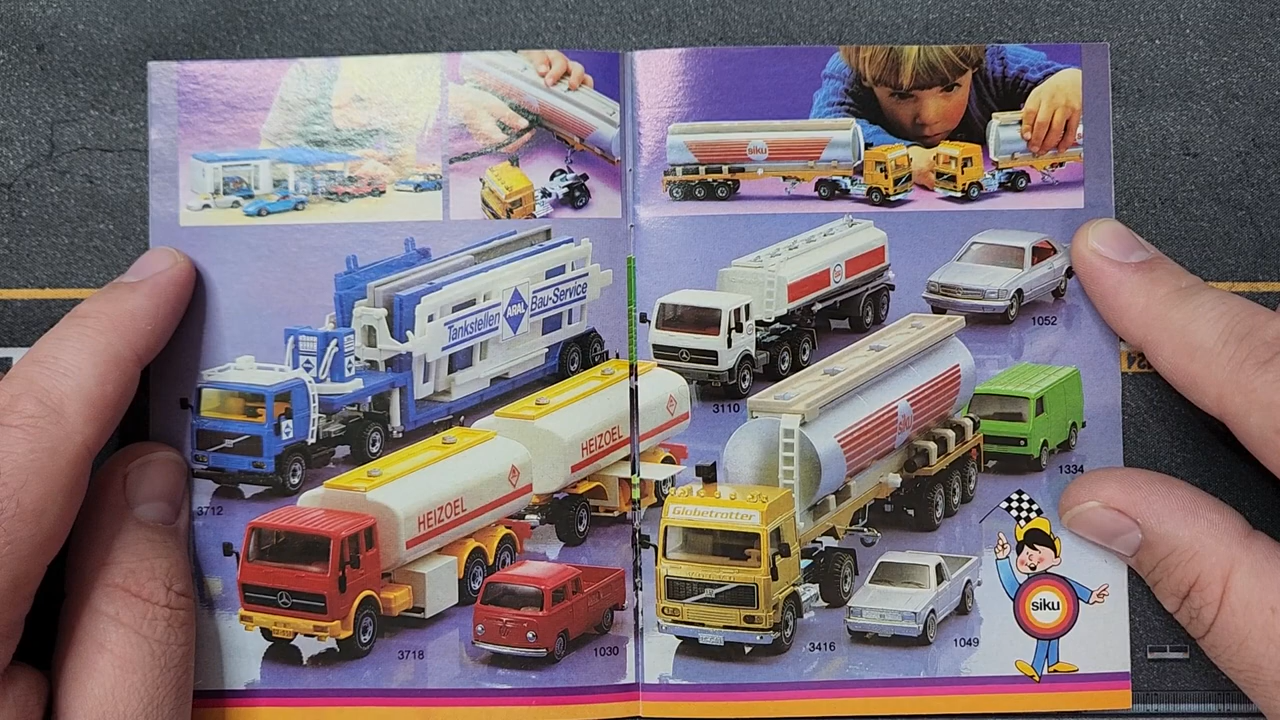 siku
Tankstellen ARAL Bau-Service
3712
HEIZOEL
HEIZOEL
3718
1030
3110
1052
siku
1334
Globetrotter
3416
1049
siku